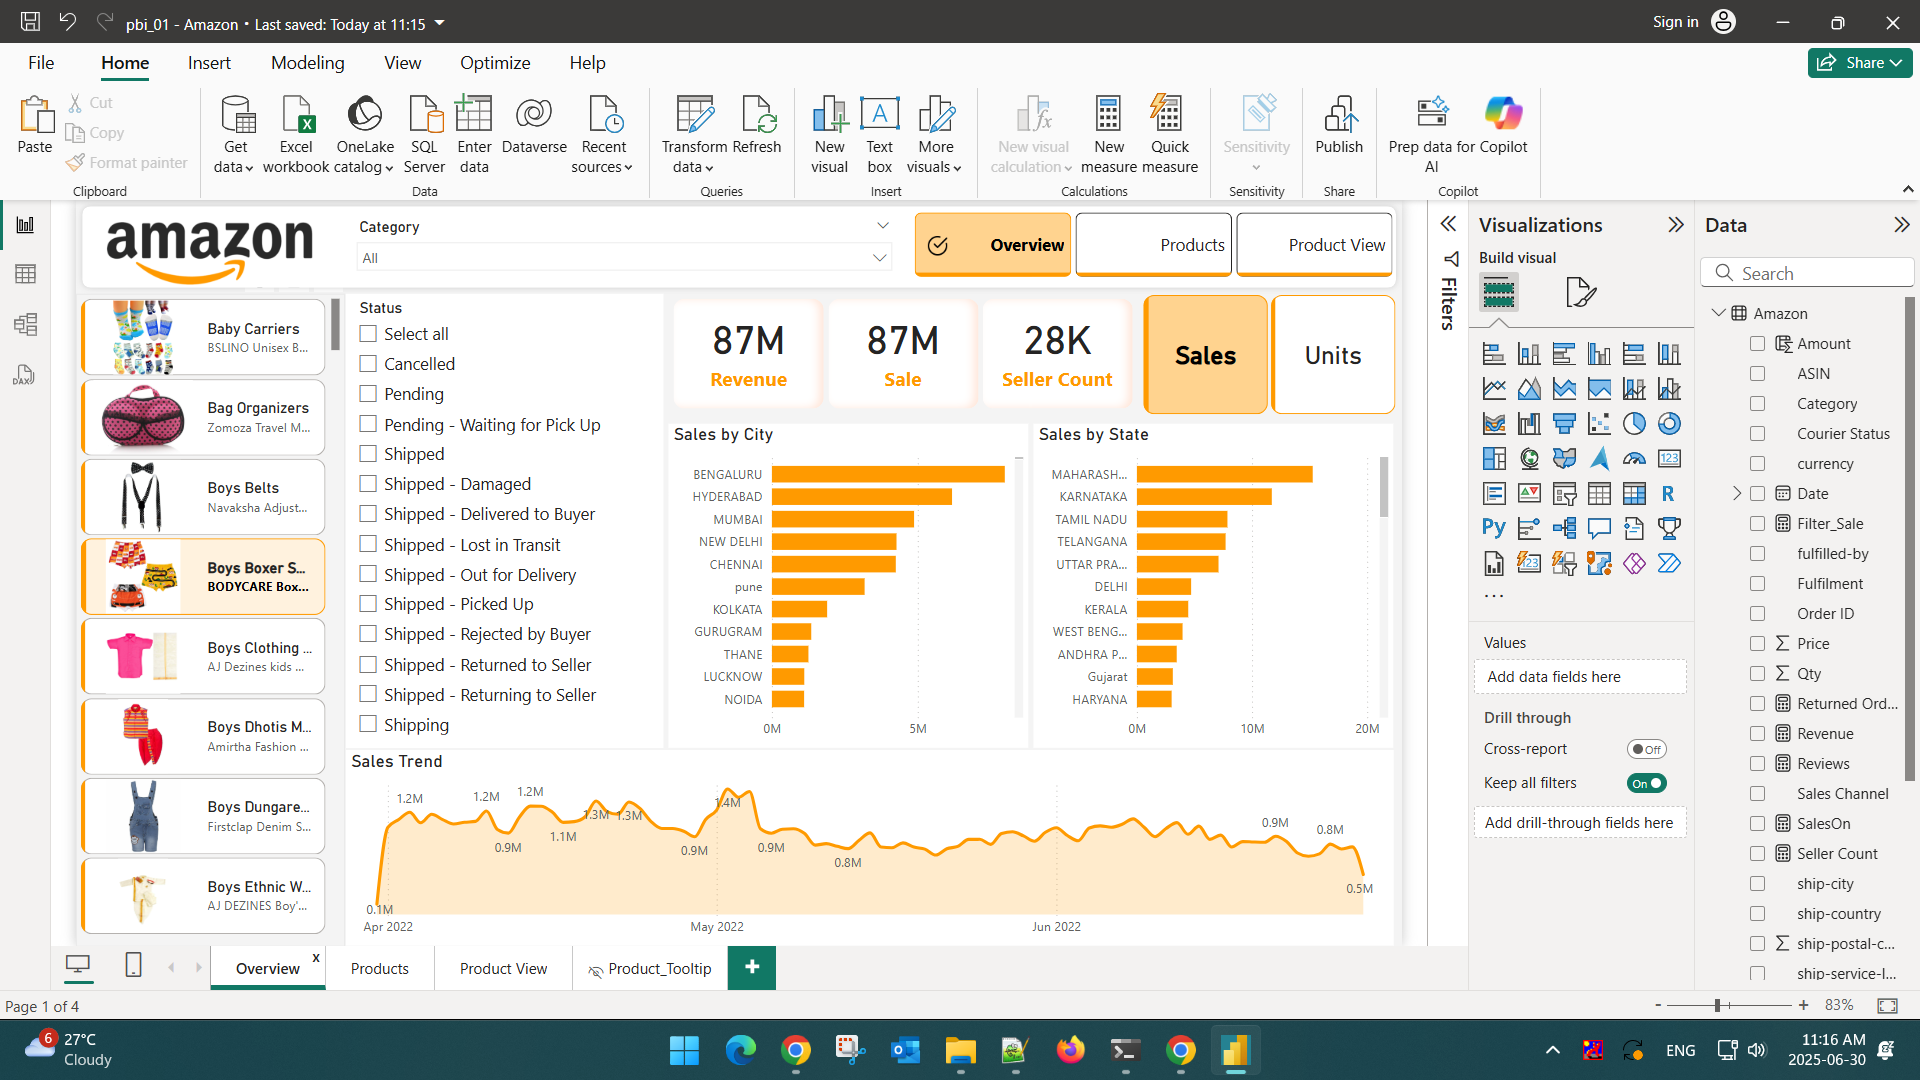 pbi_01 - Amazon • Last saved: Today at 11:15
Sign in
File
Home
Insert
Modeling
View
Optimize
Help
Share
Paste
Cut
Copy
Format painter
Clipboard
Get data
Excel workbook
OneLake catalog
SQL Server
Enter data
Dataverse
Recent sources
Data
Transform data
Refresh
Queries
New visual
Text box
More visuals
Insert
New visual calculation
New measure
Quick measure
Calculations
Sensitivity
Sensitivity
Publish
Share
Prep data for AI
Copilot
Copilot
amazon
Category
All
Overview
Products
Product View
Baby Carriers
BSLINO Unisex B...
Bag Organizers
Zomoza Travel M...
Boys Belts
Navaksha Adjust...
Boys Boxer S...
BODYCARE Box...
Boys Clothing ...
AJ Dezines kids ...
Boys Dhotis M...
Amirtha Fashion ...
Boys Dungare...
Firstclap Denim S...
Boys Ethnic W...
AJ DEZINES Boy'...
Status
Select all
Cancelled
Pending
Pending - Waiting for Pick Up
Shipped
Shipped - Damaged
Shipped - Delivered to Buyer
Shipped - Lost in Transit
Shipped - Out for Delivery
Shipped - Picked Up
Shipped - Rejected by Buyer
Shipped - Returned to Seller
Shipped - Returning to Seller
Shipping
87M
Revenue
87M
Sale
28K
Seller Count
Sales
Units
Sales by City
BENGALURU
HYDERABAD
MUMBAI
NEW DELHI
CHENNAI
pune
KOLKATA
GURUGRAM
THANE
LUCKNOW
NOIDA
0M
5M
Sales by State
MAHARASH...
KARNATAKA
TAMIL NADU
TELANGANA
UTTAR PRA...
DELHI
KERALA
WEST BENG...
ANDHRA P...
Gujarat
HARYANA
0M
10M
20M
Sales Trend
0.1M
1.2M
1.2M
0.9M
1.2M
1.1M
1.3M
1.3M
0.9M
1.4M
0.9M
0.8M
0.9M
0.8M
0.5M
Apr 2022
May 2022
Jun 2022
Filters
Visualizations
Build visual
123
R
Py
123
...
Values
Add data fields here
Drill through
Cross-report
Off
Keep all filters
On
Add drill-through fields here
Data
Search
Amazon
Amount
ASIN
Category
Courier Status
currency
Date
Filter_Sale
fulfilled-by
Fulfilment
Order ID
Price
Qty
Returned Ord...
Revenue
Reviews
Sales Channel
SalesOn
Seller Count
ship-city
ship-country
ship-postal-c...
ship-service-l...
DAX
Overview
x
Products
Product View
Product_Tooltip
+
Page 1 of 4
- + 83%
6
27°C
Cloudy
ENG
11:16 AM
2025-06-30